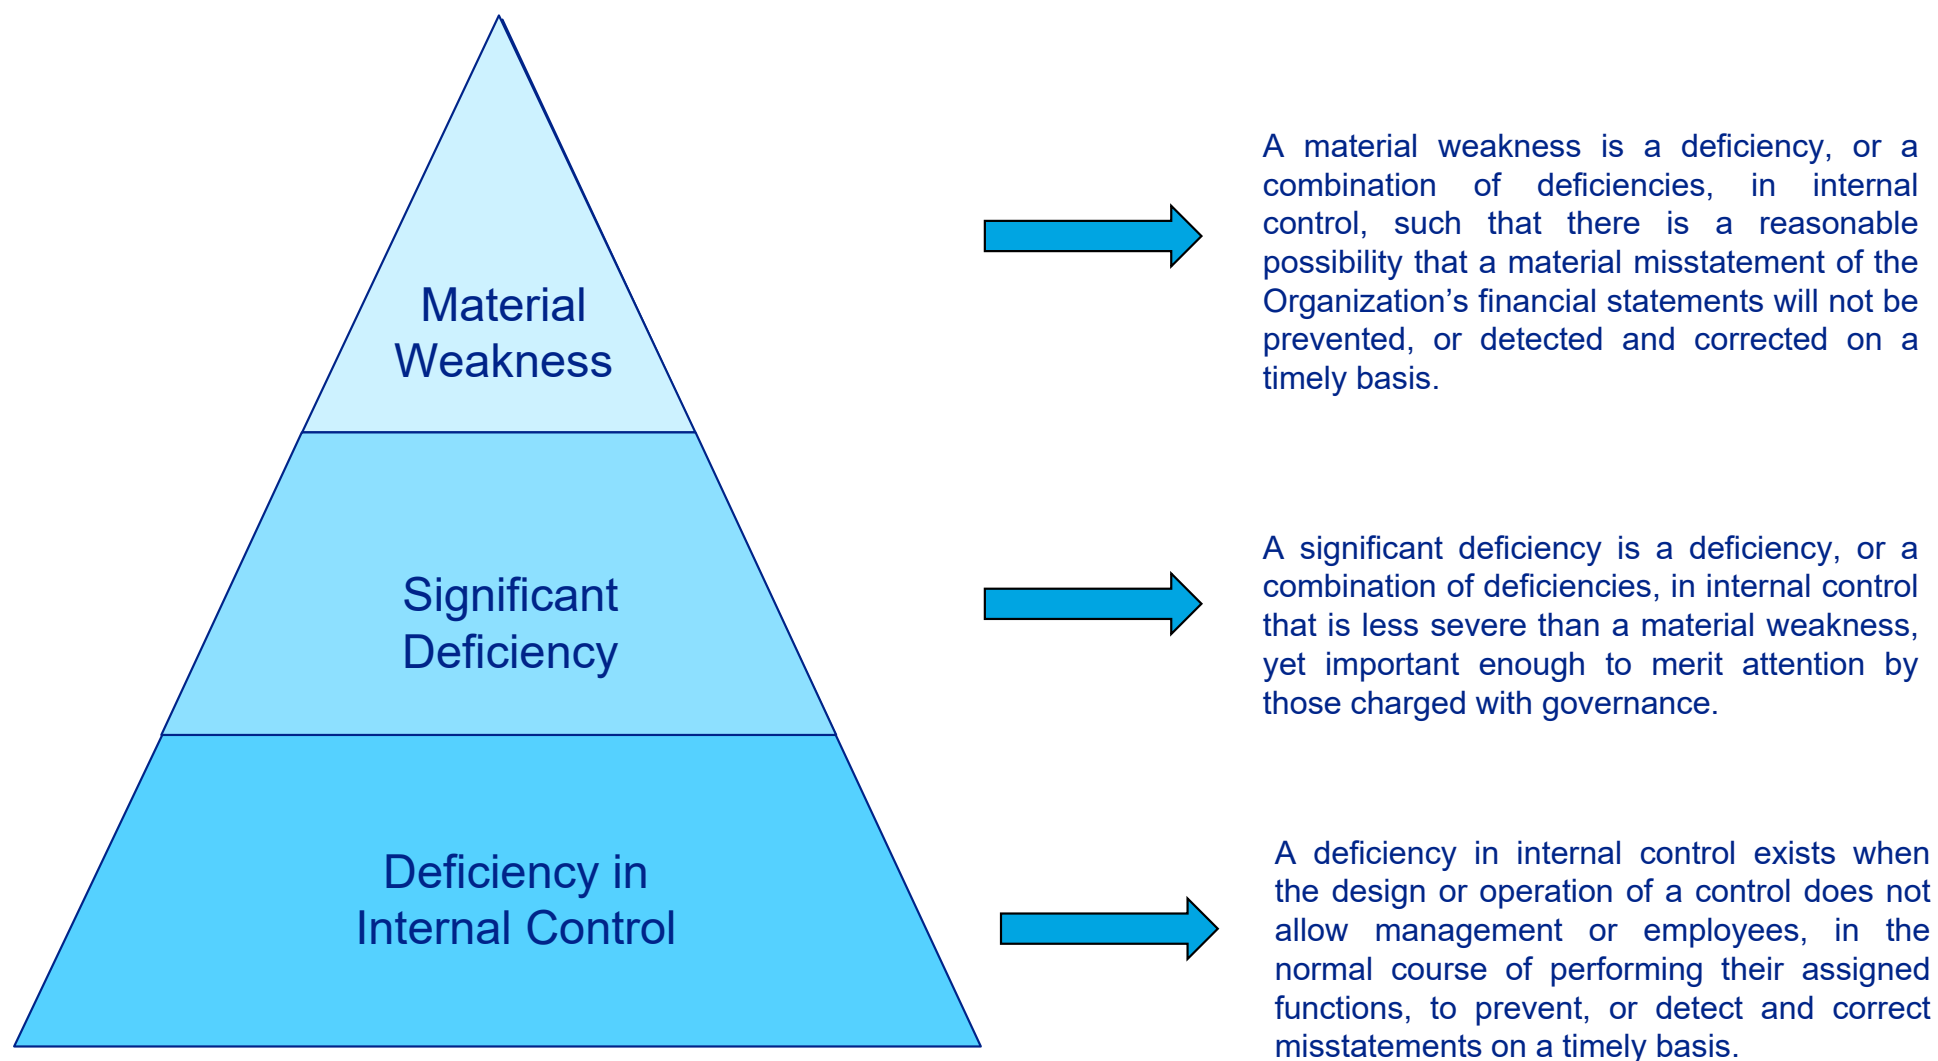 Material
Weakness
A material weakness is a deficiency, or a
combination of deficiencies, in internal
control, such that there is a reasonable
possibility that a material misstatement of the
Organization’s financial statements will not be
prevented, or detected and corrected on a
timely basis.
Significant
Deficiency
A significant deficiency is a deficiency, or a
combination of deficiencies, in internal control
that is less severe than a material weakness,
yet important enough to merit attention by
those charged with governance.
Deficiency in
Internal Control
A deficiency in internal control exists when
the design or operation of a control does not
allow management or employees, in the
normal course of performing their assigned
functions, to prevent, or detect and correct
misstatements on a timely basis.